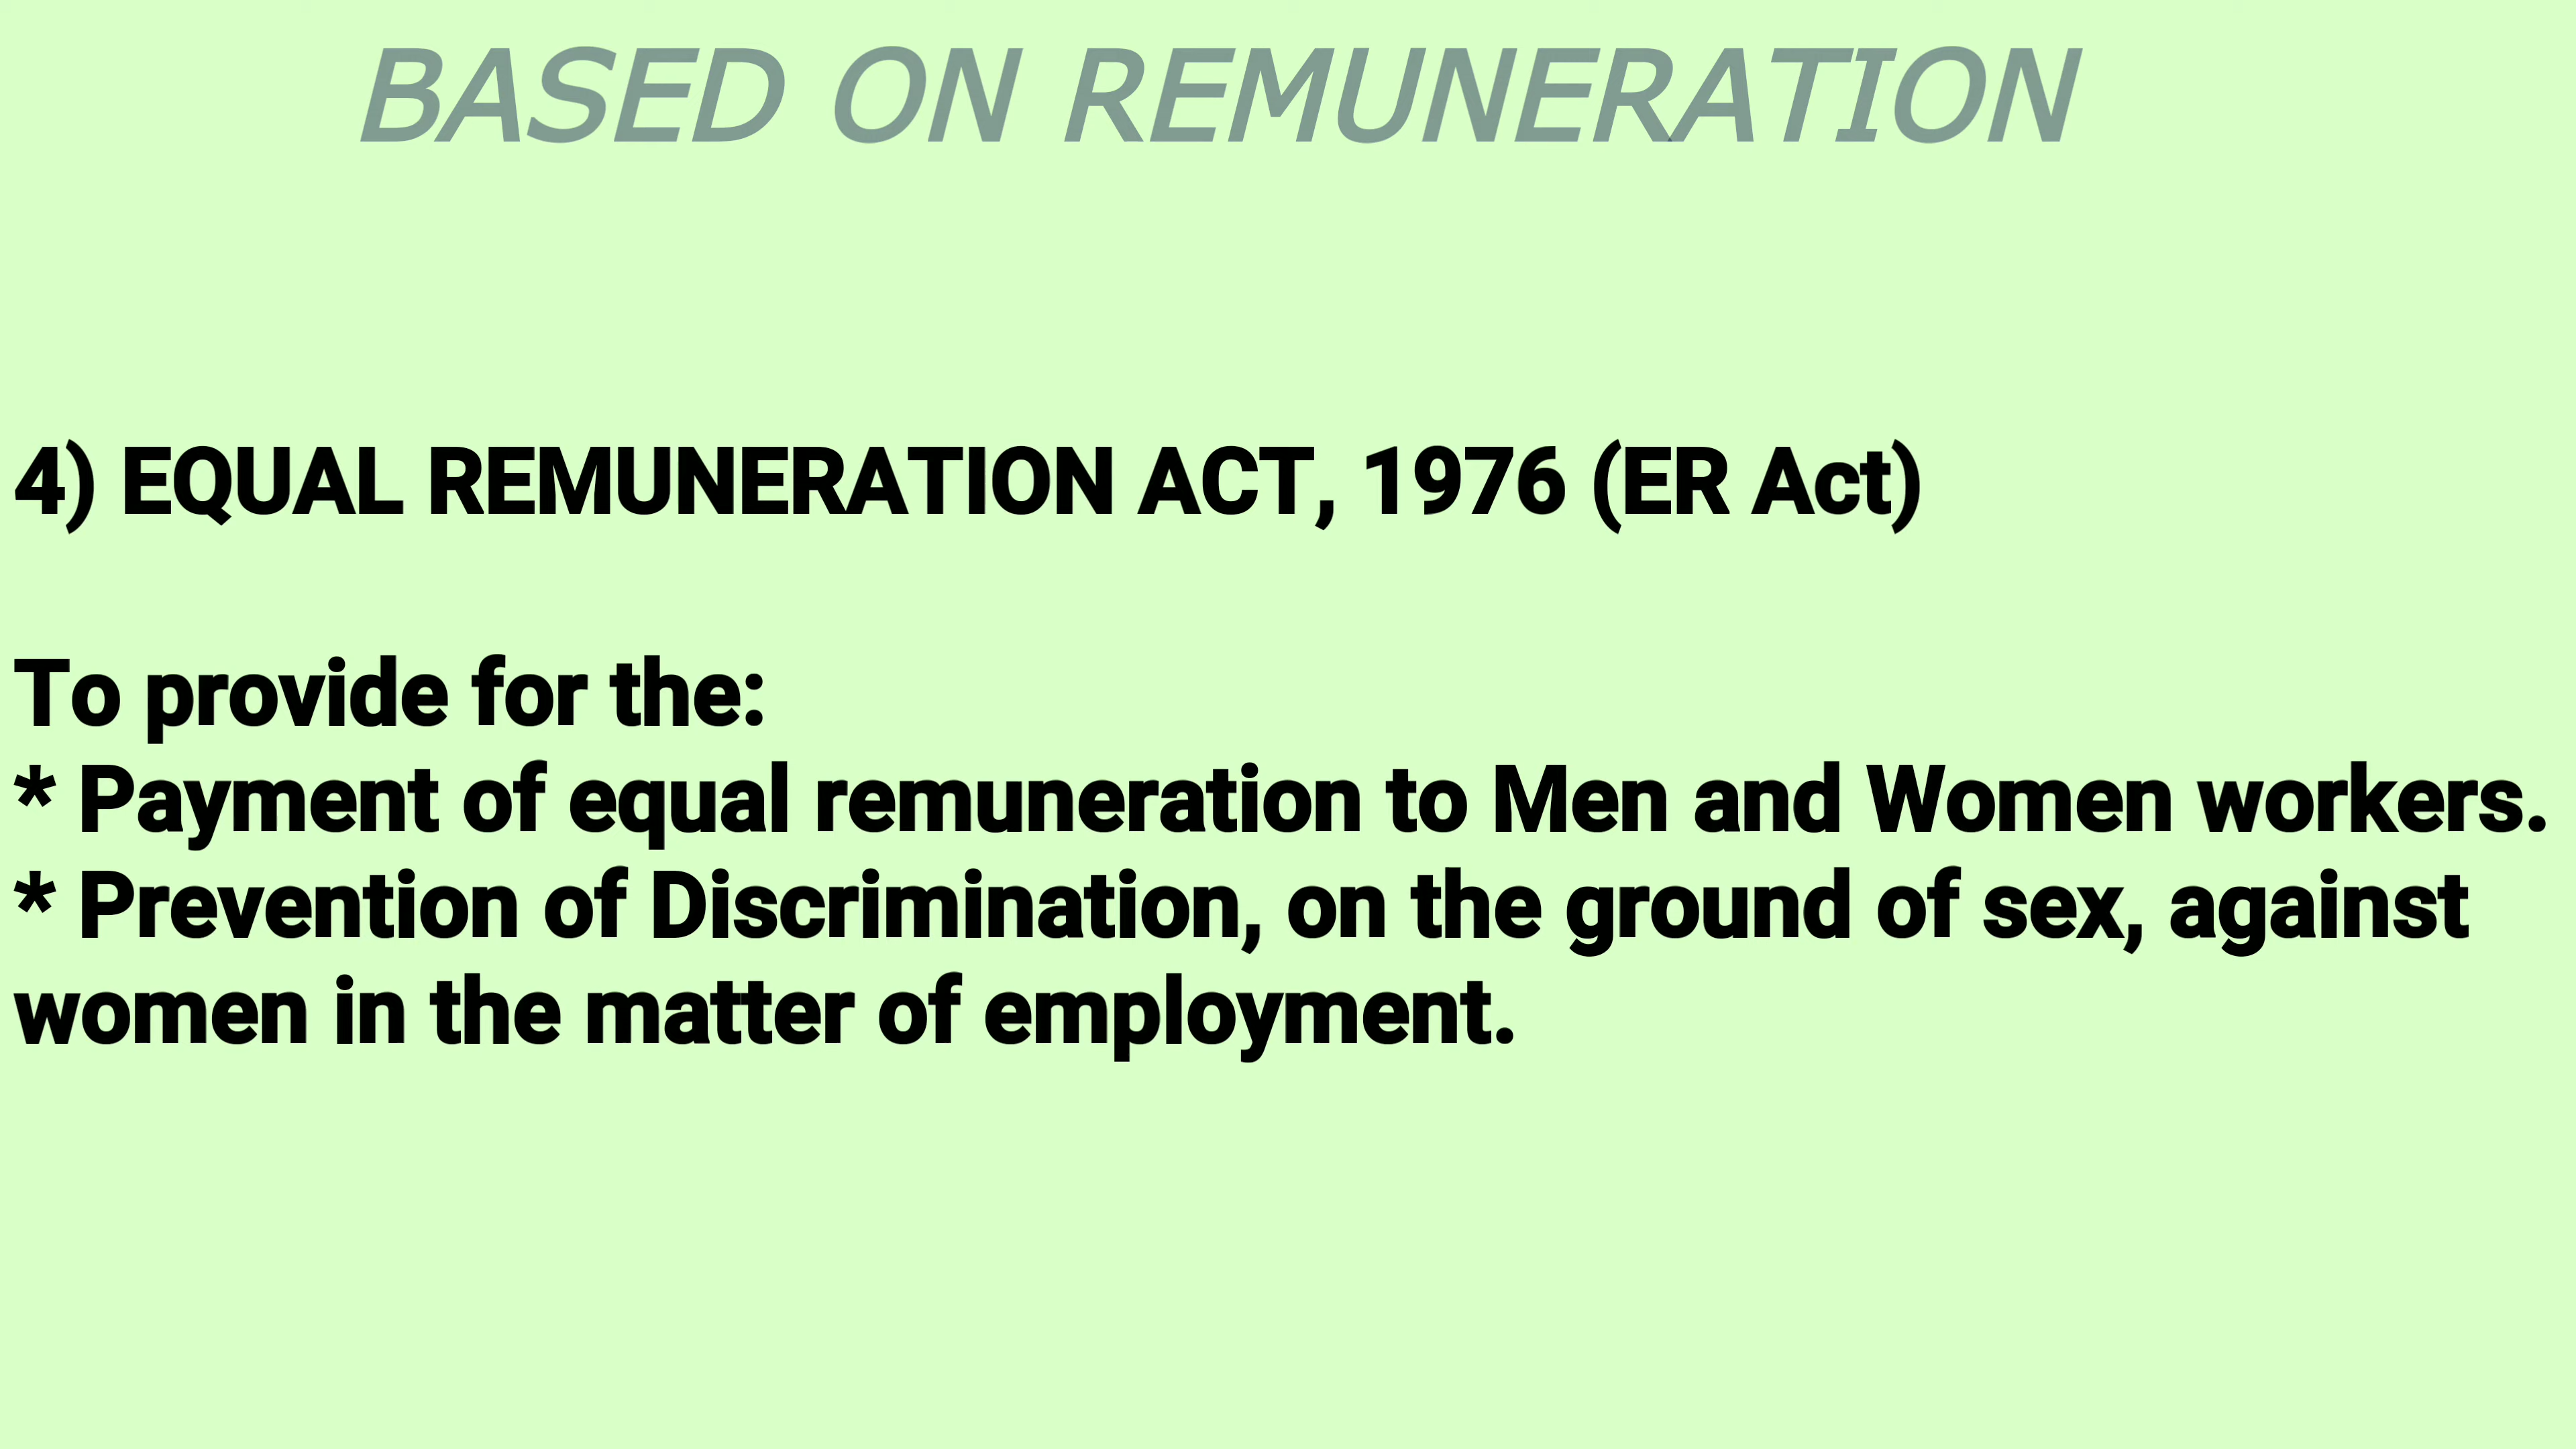 BASED ON REMUNERATION
4) EQUAL REMUNERATION ACT, 1976 (ER Act)
To provide for the:
* Payment of equal remuneration to Men and Women workers.
* Prevention of Discrimination, on the ground of sex, against
women in the matter of employment.